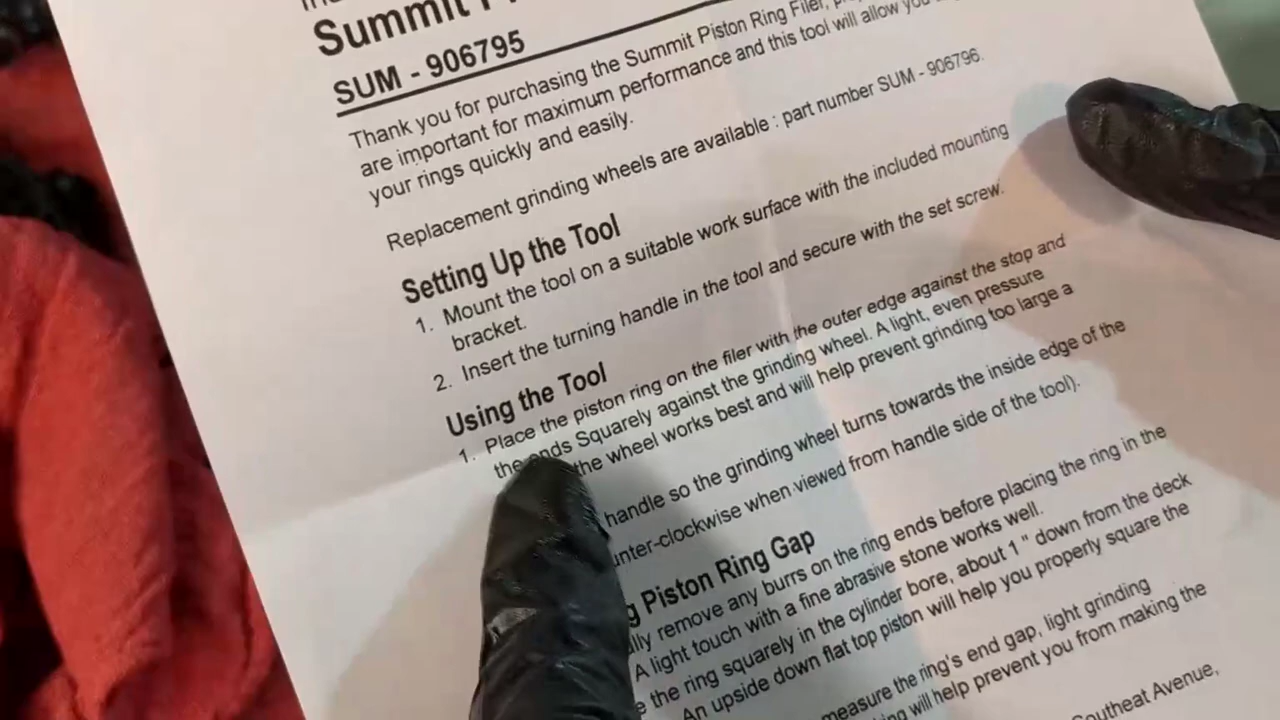 Summit
SUM - 906795
Thank you for purchasing the Summit Piston Ring Filer,
are important for maximum performance and this tool will allow you
your rings quickly and easily.
Replacement grinding wheels are available : part number SUM - 906796.
Setting Up the Tool
1. Mount the tool on a suitable work surface with the included mounting
bracket.
2. Insert the turning handle in the tool and secure with the set screw.
Using the Tool
1. Place the piston ring on the filer with the outer edge against the stop and
the ends Squarely against the grinding wheel. A light, even pressure
the wheel works best and will help prevent grinding too large a
handle so the grinding wheel turns towards the inside edge of the
nter-clockwise when viewed from handle side of the tool).
g Piston Ring Gap
lly remove any burrs on the ring ends before placing the ring in the
A light touch with a fine abrasive stone works well.
the ring squarely in the cylinder bore, about 1 " down from the deck
An upside down flat top piston will help you properly square the
measure the ring's end gap, light grinding
will help prevent you from making the
Southeat Avenue,